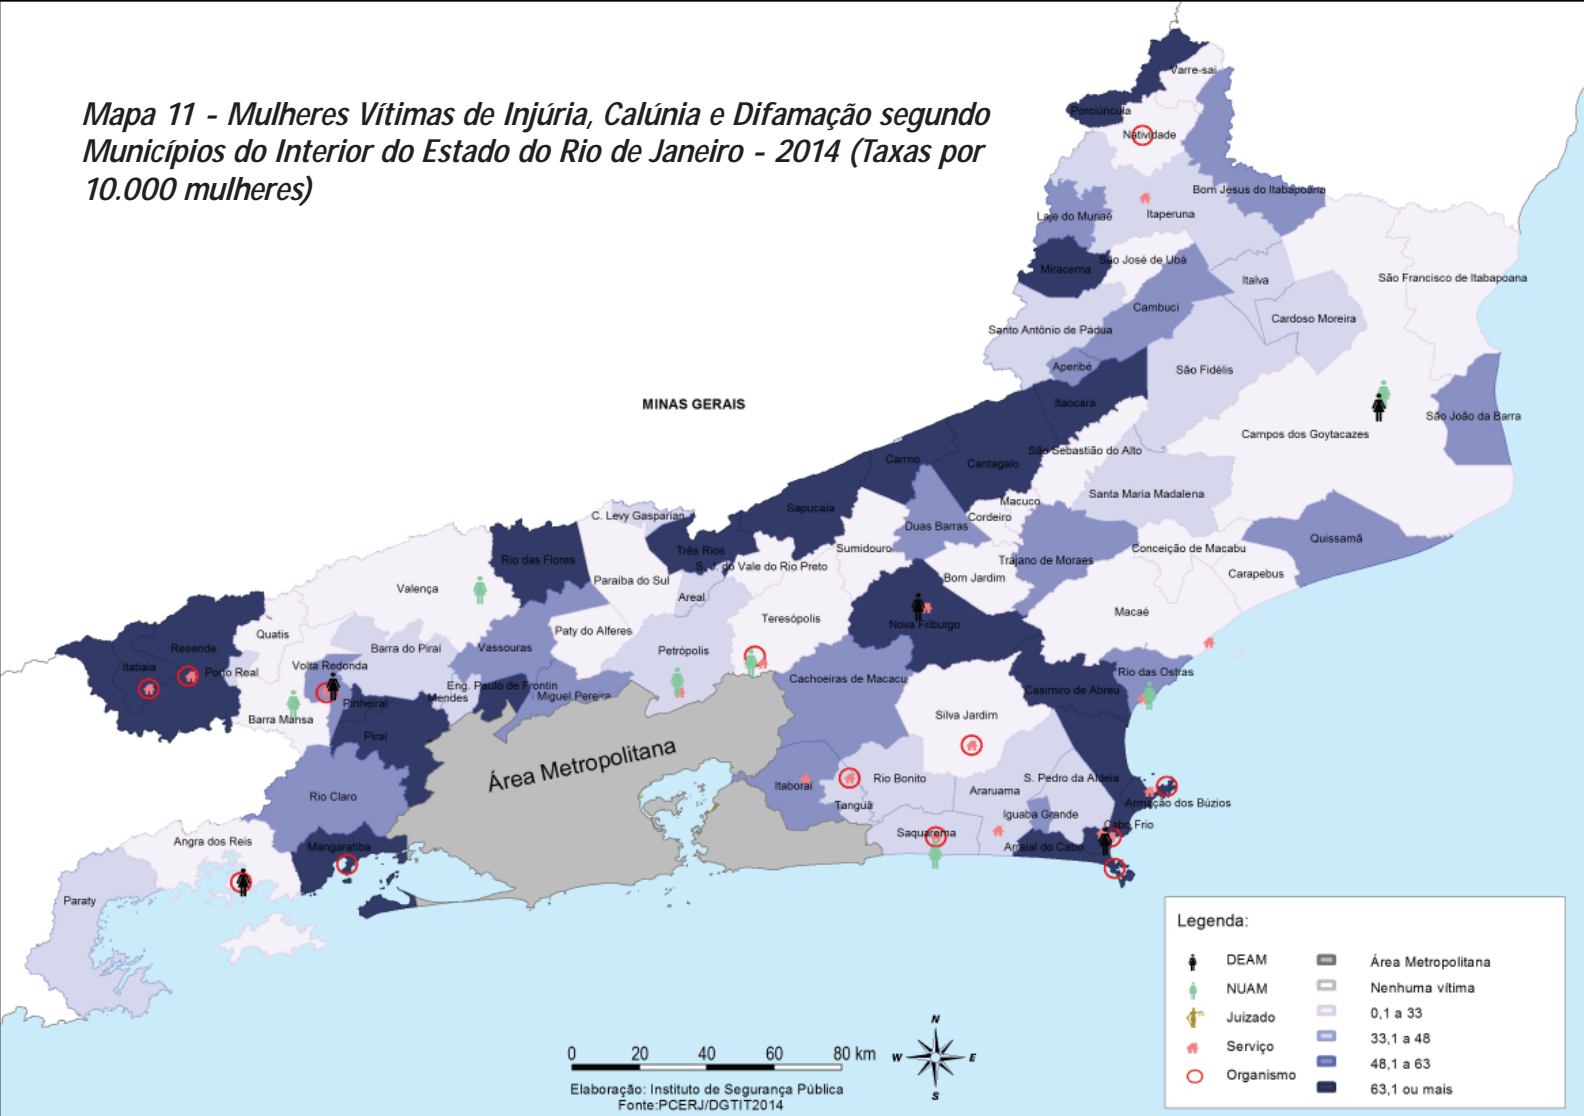 Mapa 11 - Mulheres Vítimas de Injúria, Calúnia e Difamação segundo
Municípios do Interior do Estado do Rio de Janeiro - 2014 (Taxas por
10.000 mulheres)
Varre-sai
Porciúncula
Natividade
Bom Jesus do Itabapoana
Laje do Muriaé
Itaperuna
São José de Ubá
Miracema
Italva
São Francisco de Itabapoana
Cambuci
Cardoso Moreira
Santo Antônio de Pádua
Aperibé
São Fidélis
MINAS GERAIS
Itaocara
São João da Barra
Campos dos Goytacazes
São Sebastião do Alto
Carmo
Cantagalo
Santa Maria Madalena
Macuco
Sapucaia
Cordeiro
C. Levy Gasparian
Duas Barras
Quissamã
Três Rios
Sumidouro
Conceição de Macabu
Rio das Flores
Trajano de Moraes
S. J. do Vale do Rio Preto
Carapebus
Paraíba do Sul
Bom Jardim
Valença
Areal
Macaé
Teresópolis
Nova Friburgo
Paty do Alferes
Quatis
Vassouras
Barra do Piraí
Resende
Petrópolis
Itatiaia
Porto Real
Volta Redonda
Rio das Ostras
Cachoeiras de Macacu
Eng. Paulo de Frontin
Casimiro de Abreu
Mendes
Miguel Pereira
Pinheiral
Silva Jardim
Barra Mansa
Piraí
Área Metropolitana
Rio Bonito
S. Pedro da Aldeia
Itaboraí
Araruama
Rio Claro
Armação dos Búzios
Tanguá
Iguaba Grande
Cabo Frio
Saquarema
Angra dos Reis
Mangaratiba
Arraial do Cabo
Paraty
Legenda:
DEAM
NUAM
Juizado
Serviço
Organismo
Área Metropolitana
Nenhuma vítima
0,1 a 33
33,1 a 48
48,1 a 63
63,1 ou mais
N
W
E
S
0 20 40 60 80 km
Elaboração: Instituto de Segurança Pública
Fonte:PCERJ/DGTIT2014